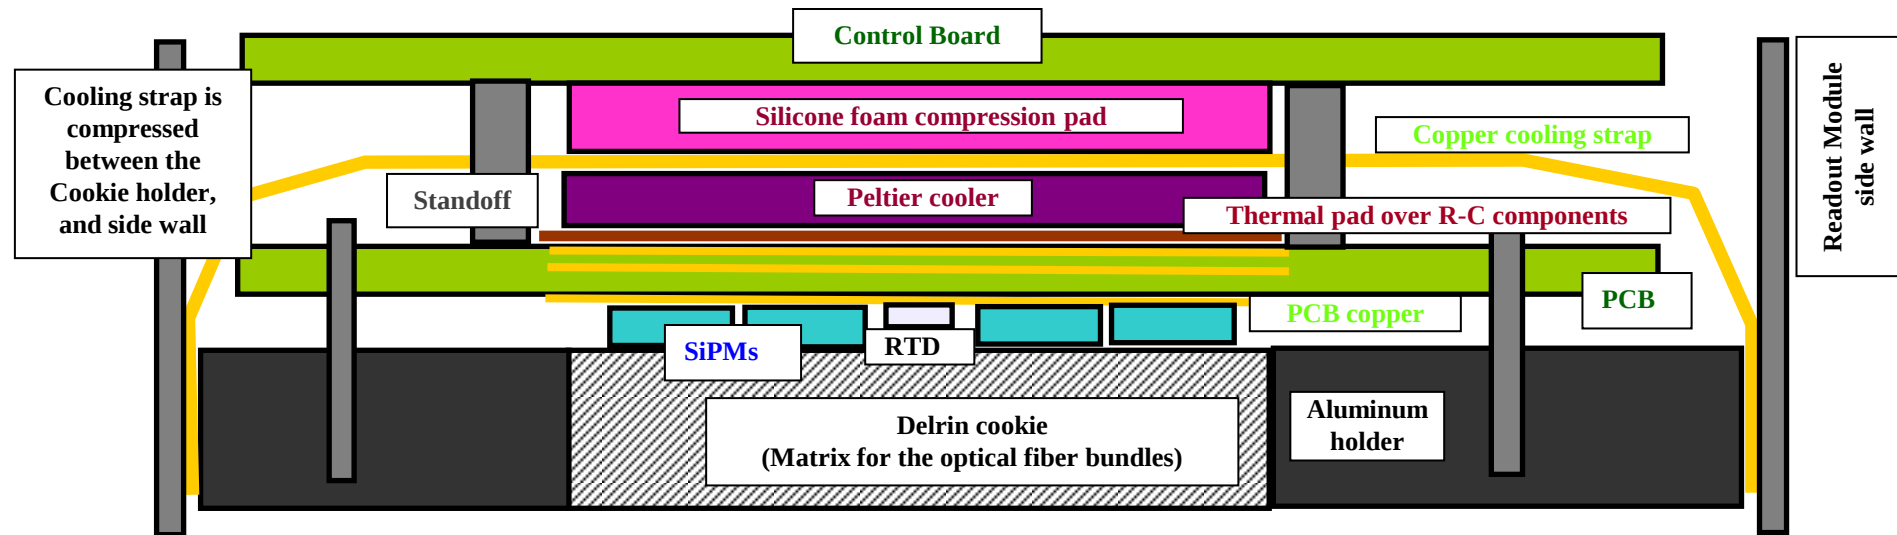 Control Board
Cooling strap is
compressed
between the
Cookie holder,
and side wall
Silicone foam compression pad
Copper cooling strap
Readout Module
side wall
Standoff
Peltier cooler
Thermal pad over R-C components
PCB
PCB copper
SiPMs
RTD
Delrin cookie
(Matrix for the optical fiber bundles)
Aluminum
holder